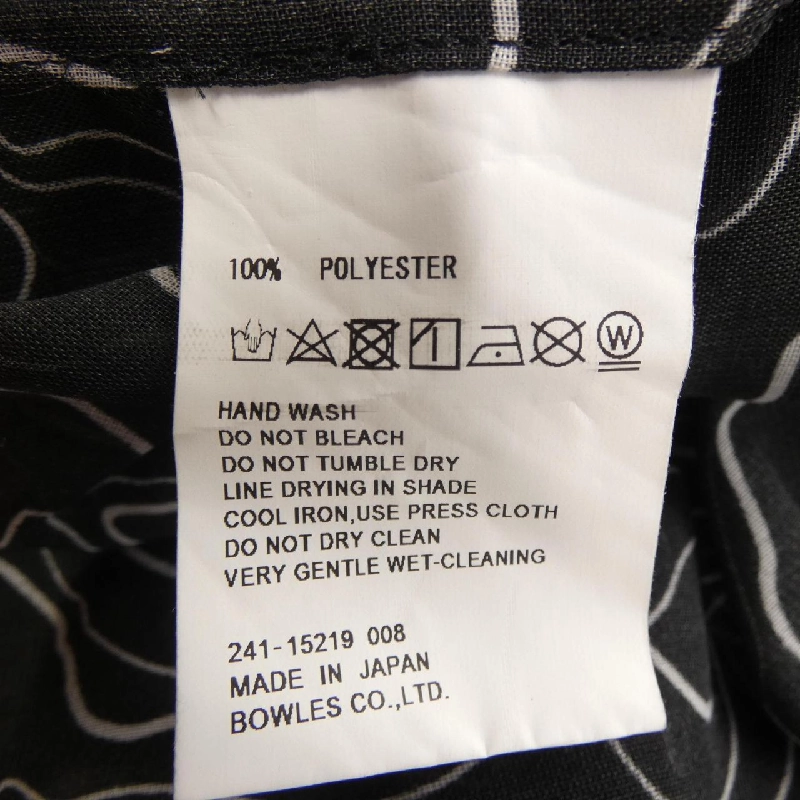 100% POLYESTER
W
HAND WASH
DO NOT BLEACH
DO NOT TUMBLE DRY
LINE DRYING IN SHADE
COOL IRON,USE PRESS CLOTH
DO NOT DRY CLEAN
VERY GENTLE WET-CLEANING
241-15219 008
MADE IN JAPAN
BOWLES CO.,LTD.